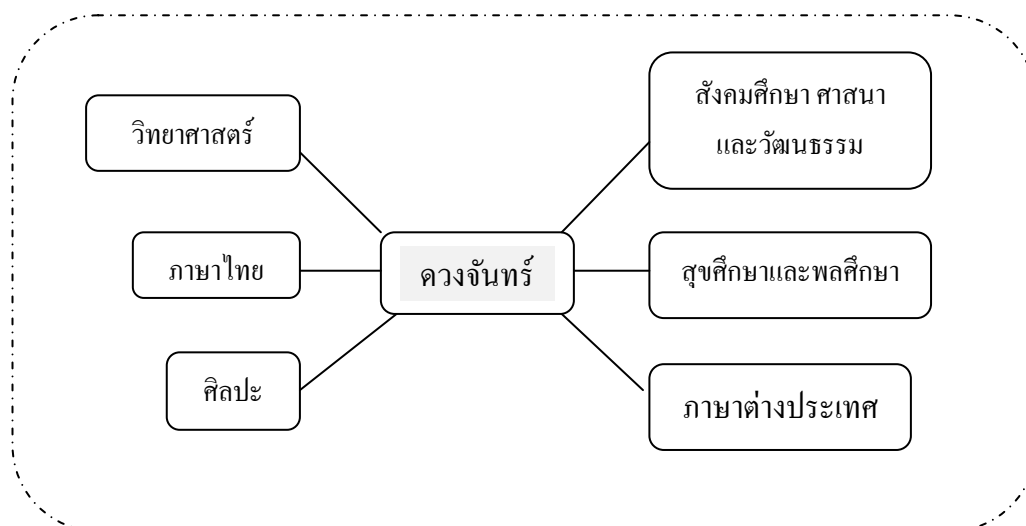 วิทยาศาสตร์
สังคมศึกษา ศาสนา
และวัฒนธรรม
ภาษาไทย
ดวงจันทร์
สุขศึกษาและพลศึกษา
ศิลปะ
ภาษาต่างประเทศ